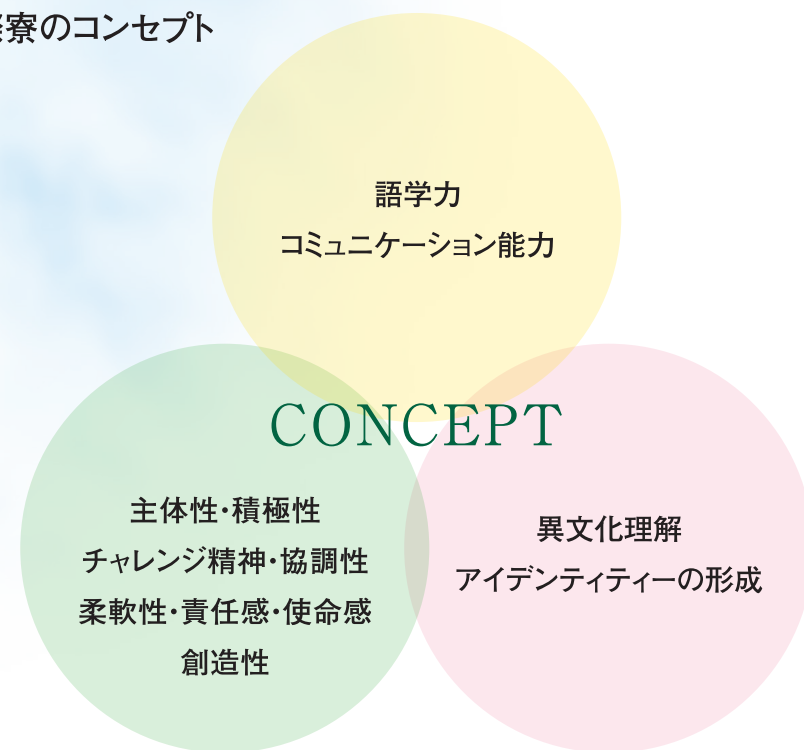 寮のコンセプト
語学力
コミュニケーション能力
CONCEPT
主体性・積極性
チャレンジ精神・協調性
柔軟性・責任感・使命感
創造性
異文化理解
アイデンティティーの形成